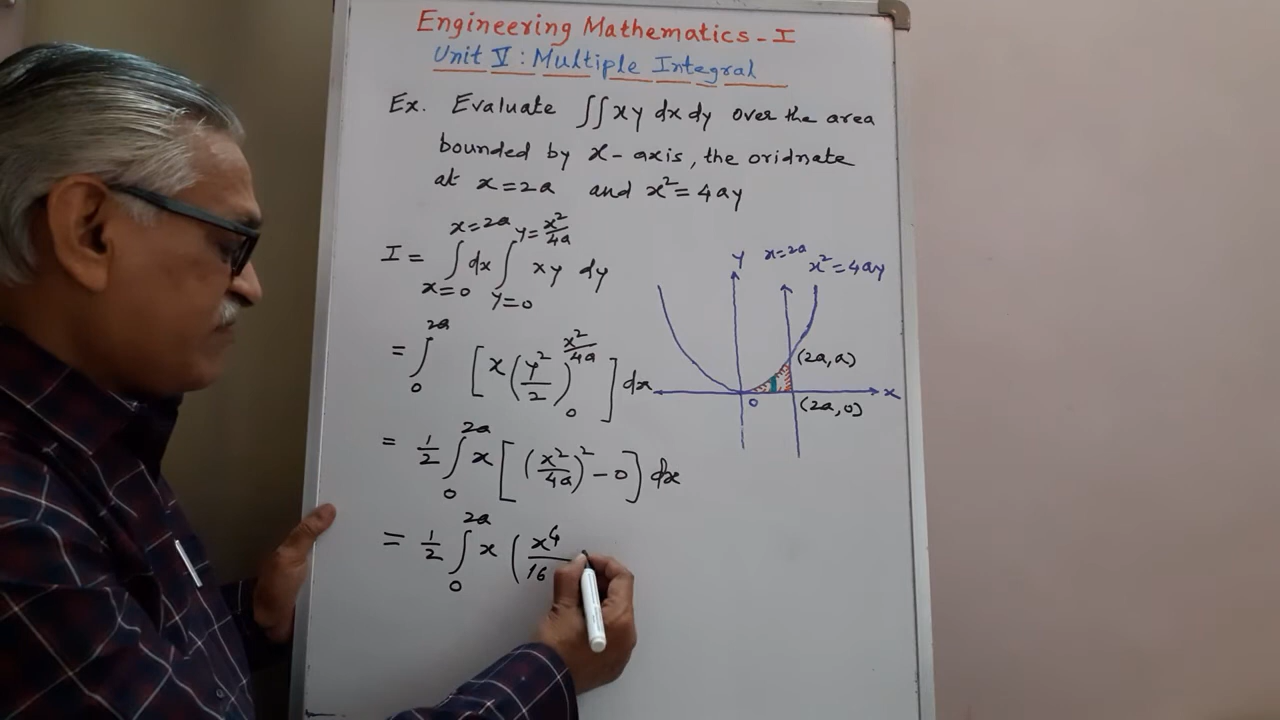 Engineering Mathematics - I
Unit V : Multiple Integral
Ex. Evaluate ∫∫ xy dx dy over the area
bounded by x-axis, the oridnate
at x=2a and x²=4ay
I = ∫_{x=0}^{x=2a} dx ∫_{y=0}^{y=x²/4a} xy dy
= ∫_0^{2a} [x(y²/2)_0^{x²/4a}] dx
= 1/2 ∫_0^{2a} x [(x²/4a)² - 0] dx
= 1/2 ∫_0^{2a} x (x⁴/16
y
x=2a
x²=4ay
(2a,a)
x
0
(2a,0)